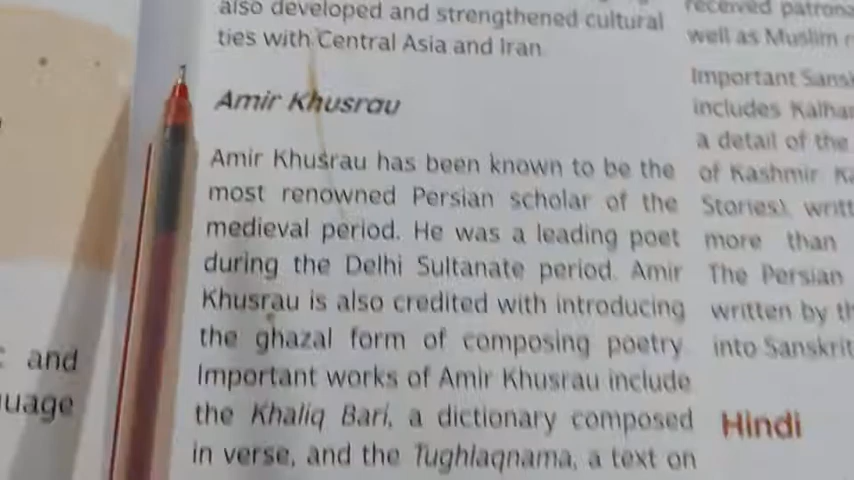 also developed and strengthened cultural
ties with Central Asia and Iran.
Amir Khusrau
Amir Khusrau has been known to be the
most renowned Persian scholar of the
medieval period. He was a leading poet
during the Delhi Sultanate period. Amir
Khusrau is also credited with introducing
the ghazal form of composing poetry.
Important works of Amir Khusrau include
the Khaliq Bari, a dictionary composed
in verse, and the Tughlaqnama, a text on
and
received
well as Muslim
Important
includes
a detail of the
of Kashmir.
Stories),
more than
The Persian
written by
into Sanskrit
Hindi